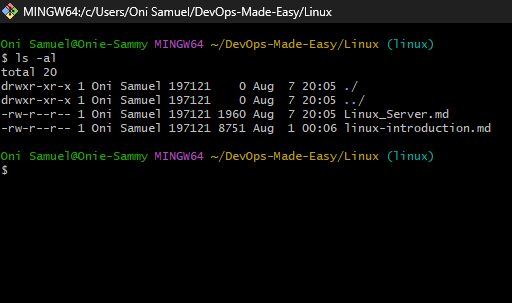 MINGW64:/c/Users/Oni Samuel/DevOps-Made-Easy/Linux
Oni Samuel@Onie-Sammy MINGW64 ~/DevOps-Made-Easy/Linux (linux)
$ ls -al
total 20
drwxr-xr-x 1 Oni Samuel 197121    0 Aug  7 20:05 ./
drwxr-xr-x 1 Oni Samuel 197121    0 Aug  7 20:05 ../
-rw-r--r-- 1 Oni Samuel 197121 1960 Aug  7 20:05 Linux_Server.md
-rw-r--r-- 1 Oni Samuel 197121 8751 Aug  1 00:06 linux-introduction.md
Oni Samuel@Onie-Sammy MINGW64 ~/DevOps-Made-Easy/Linux (linux)
$